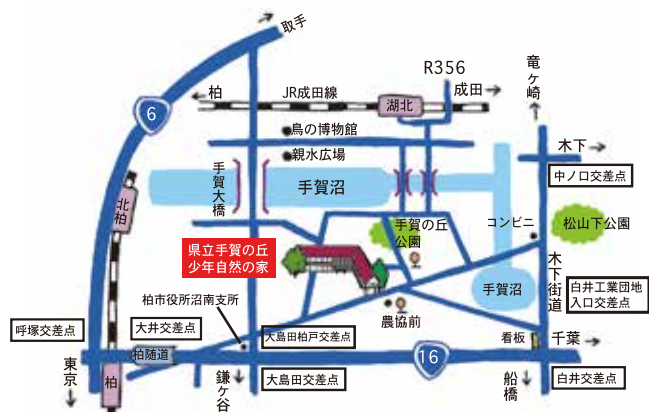 取手
R356
竜ヶ崎
柏
JR成田線
湖北
成田
6
鳥の博物館
木下
親水広場
中ノ口交差点
手賀大橋
手賀沼
北柏
手賀の丘
公園
コンビニ
松山下公園
県立手賀の丘
少年自然の家
木下街道
手賀沼
白井工業団地
入口交差点
柏市役所沼南支所
農協前
呼塚交差点
大井交差点
大島田柏戸交差点
看板
千葉
柏隧道
16
東京
柏
鎌ヶ谷
大島田交差点
船橋
白井交差点